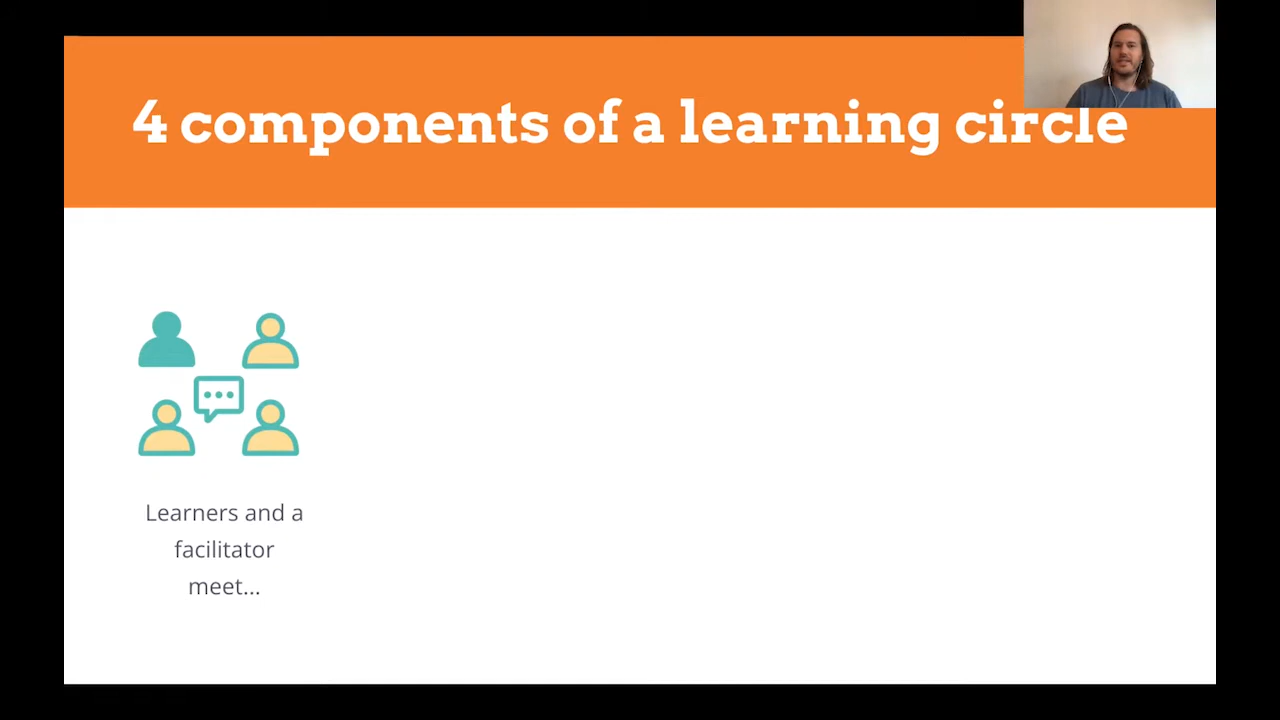 4 components of a learning circle
Learners and a
facilitator
meet...